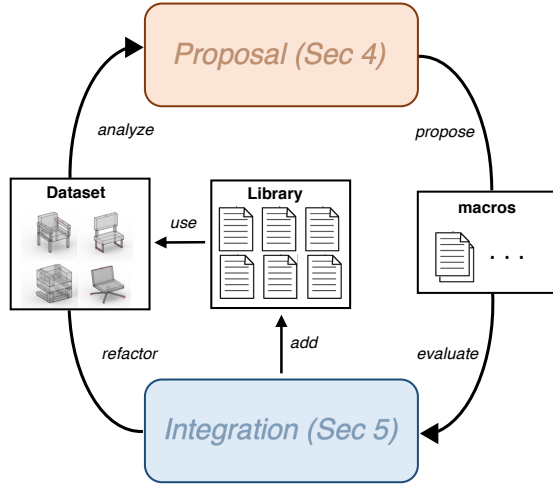 Proposal (Sec 4)
analyze
propose
Dataset
Library
macros
use
. . .
refactor
add
evaluate
Integration (Sec 5)